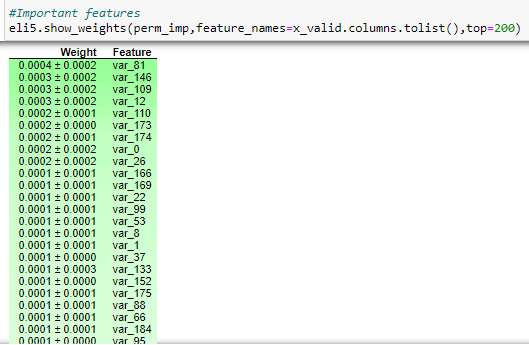 #Important features
eli5.show_weights(perm_imp,feature_names=x_valid.columns.tolist(),top=200)
Weight Feature
0.0004 ± 0.0002 var_81
0.0003 ± 0.0002 var_146
0.0003 ± 0.0002 var_109
0.0003 ± 0.0002 var_12
0.0002 ± 0.0001 var_110
0.0002 ± 0.0000 var_173
0.0002 ± 0.0001 var_174
0.0002 ± 0.0002 var_0
0.0002 ± 0.0002 var_26
0.0001 ± 0.0001 var_166
0.0001 ± 0.0001 var_169
0.0001 ± 0.0001 var_22
0.0001 ± 0.0001 var_99
0.0001 ± 0.0001 var_53
0.0001 ± 0.0001 var_8
0.0001 ± 0.0001 var_1
0.0001 ± 0.0000 var_37
0.0001 ± 0.0003 var_133
0.0001 ± 0.0000 var_152
0.0001 ± 0.0001 var_175
0.0001 ± 0.0001 var_88
0.0001 ± 0.0001 var_66
0.0001 ± 0.0001 var_184
0.0001 ± 0.0000 var_95